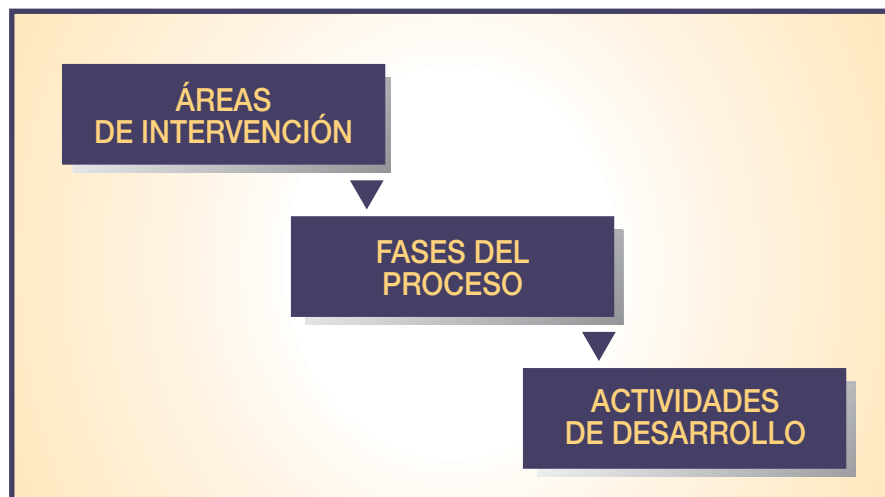 ÁREAS
DE INTERVENCIÓN
FASES DEL
PROCESO
ACTIVIDADES
DE DESARROLLO